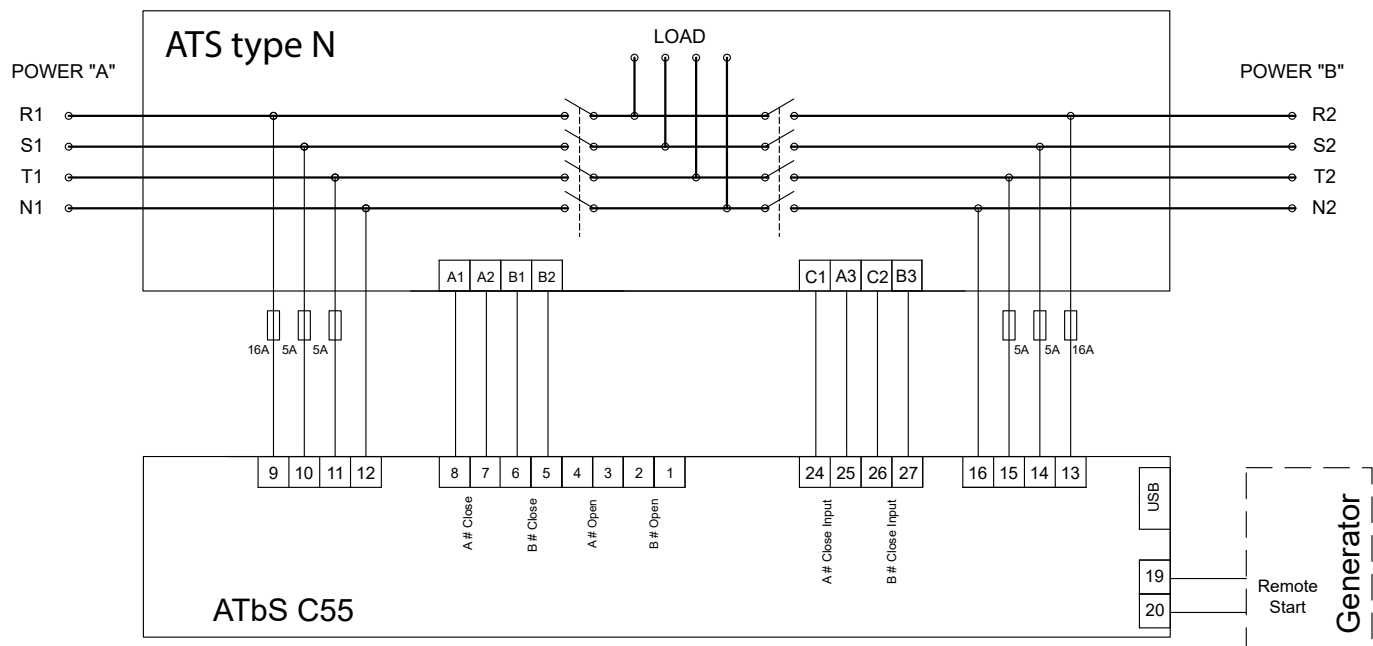 ATS type N
LOAD
POWER "A"
POWER "B"
R1
R2
S1
S2
T1
T2
N1
N2
A1 A2 B1 B2
C1 A3 C2 B3
16A 5A 5A
5A 5A 16A
9 10 11 12
8 7 6 5 4 3 2 1
24 25 26 27
16 15 14 13
A # Close
B # Close
A # Open
B # Open
A # Close Input
B # Close Input
USB
19
20
Remote
Start
Generator
ATbS C55